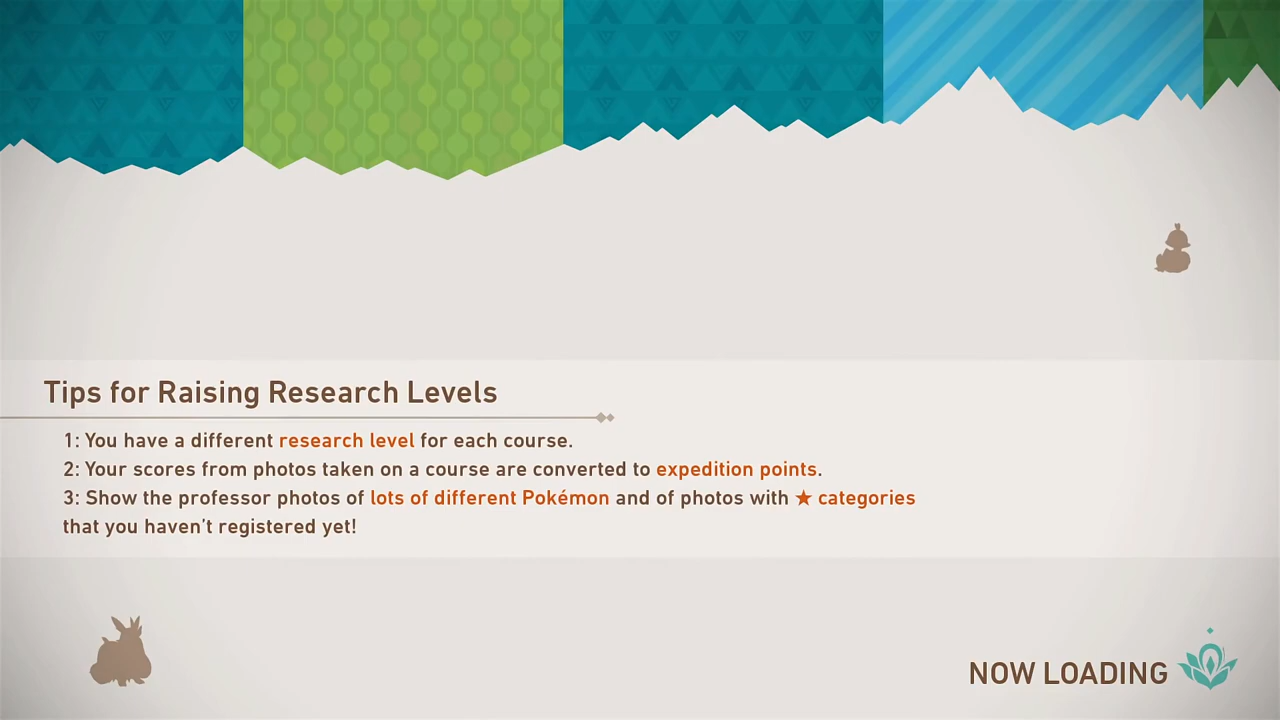 Tips for Raising Research Levels
1: You have a different research level for each course.
2: Your scores from photos taken on a course are converted to expedition points.
3: Show the professor photos of lots of different Pokémon and of photos with ★ categories
that you haven't registered yet!
NOW LOADING